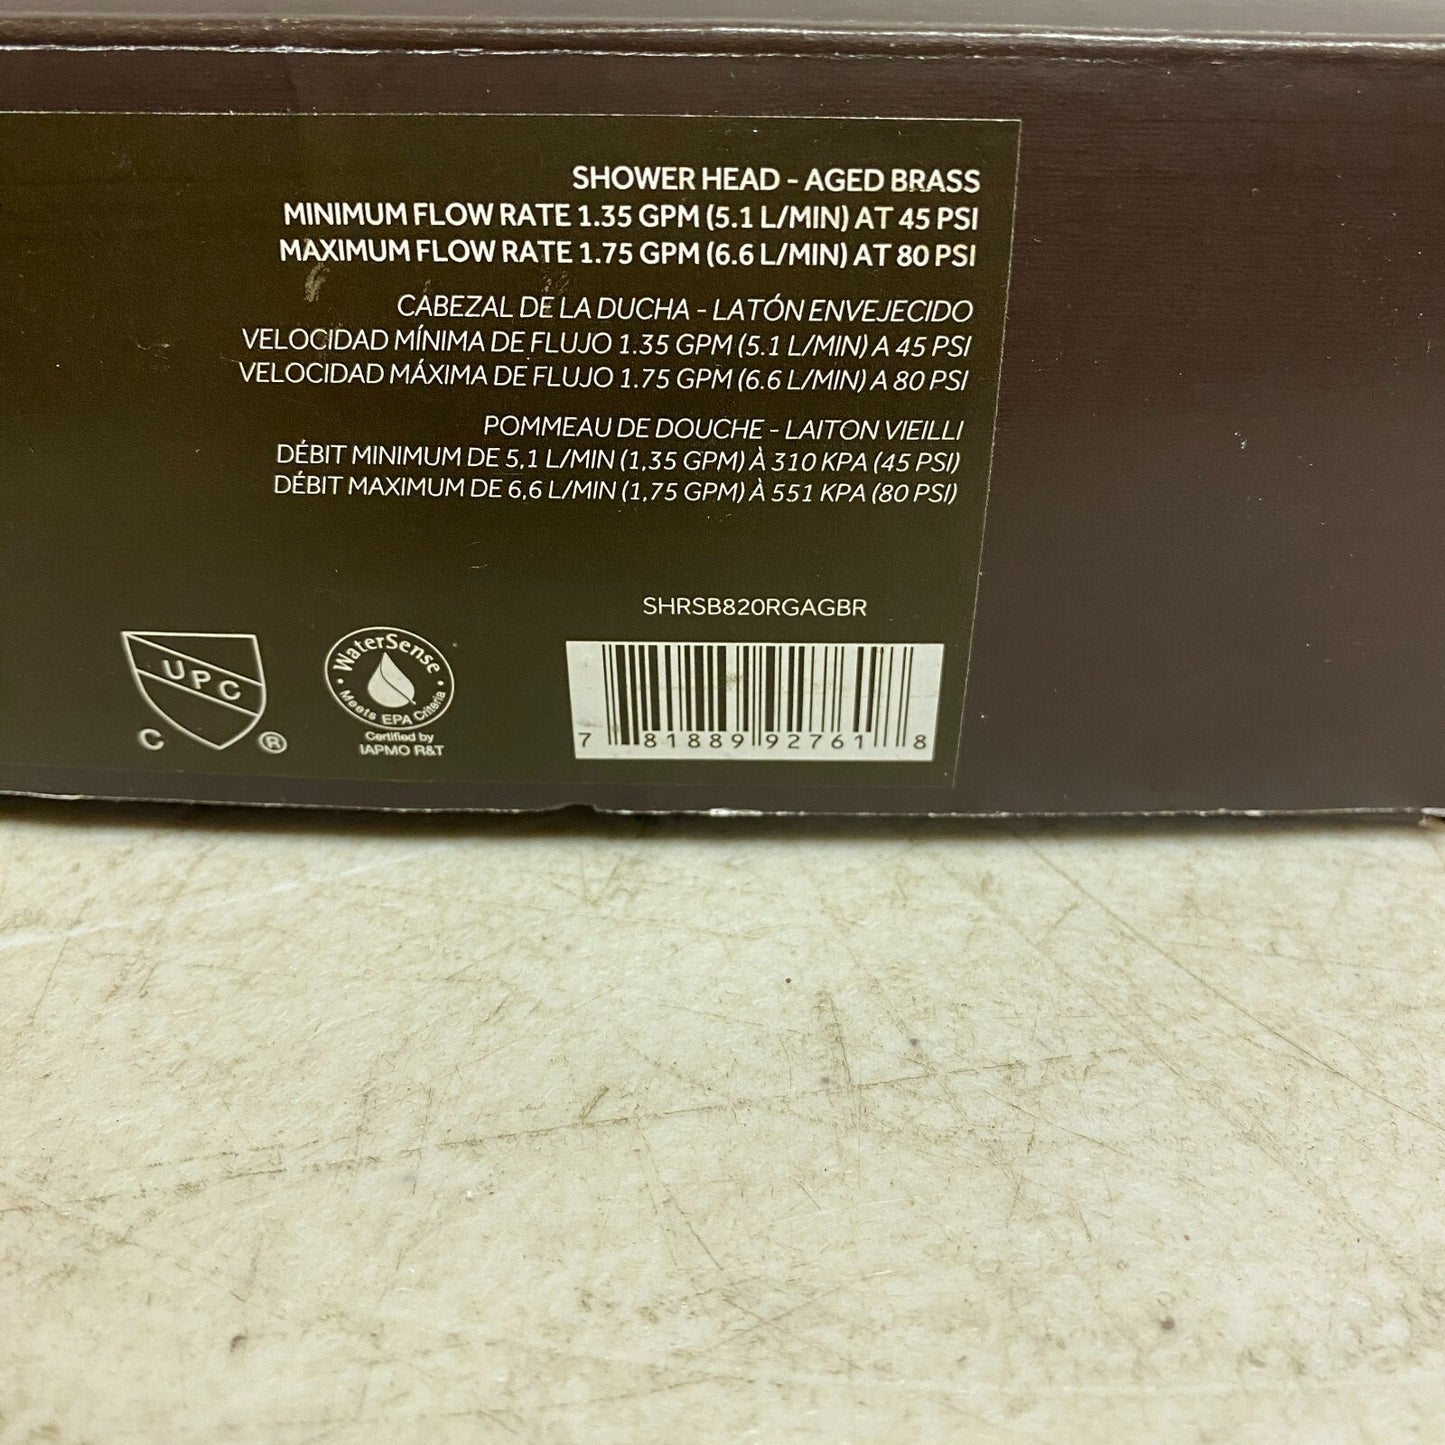 SHOWER HEAD - AGED BRASS
MINIMUM FLOW RATE 1.35 GPM (5.1 L/MIN) AT 45 PSI
MAXIMUM FLOW RATE 1.75 GPM (6.6 L/MIN) AT 80 PSI
CABEZAL DE LA DUCHA - LATÓN ENVEJECIDO
VELOCIDAD MÍNIMA DE FLUJO 1.35 GPM (5.1 L/MIN) A 45 PSI
VELOCIDAD MÁXIMA DE FLUJO 1.75 GPM (6.6 L/MIN) A 80 PSI
POMMEAU DE DOUCHE - LAITON VIEILLI
DÉBIT MINIMUM DE 5,1 L/MIN (1,35 GPM) À 310 KPA (45 PSI)
DÉBIT MAXIMUM DE 6,6 L/MIN (1,75 GPM) À 551 KPA (80 PSI)
SHRSB820RGAGBR
UPC
C ®
WaterSense
Meets EPA Criteria
Certified by
IAPMO R&T
7 81889 92761 8